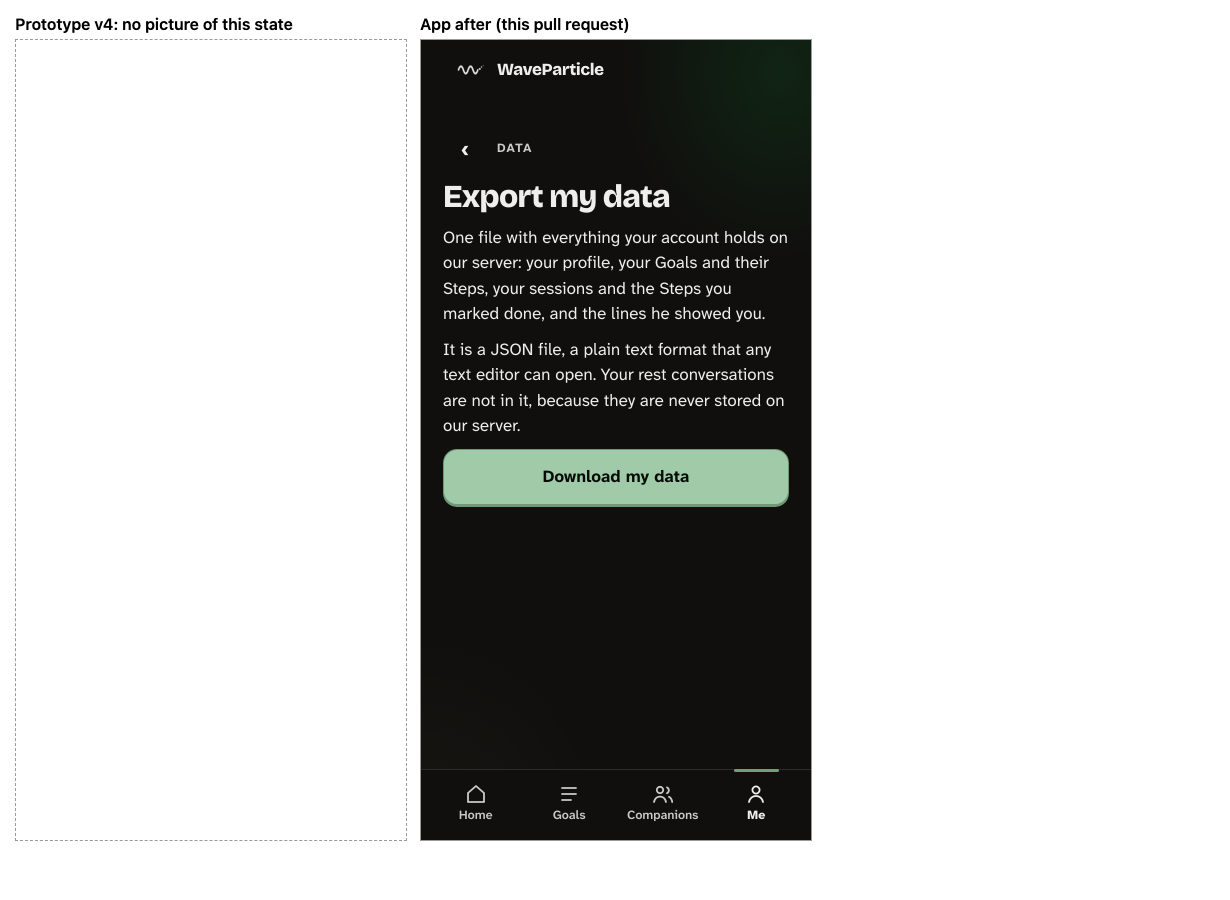 Prototype v4: no picture of this state
App after (this pull request)
WaveParticle
DATA
Export my data
One file with everything your account holds on
our server: your profile, your Goals and their
Steps, your sessions and the Steps you
marked done, and the lines he showed you.
It is a JSON file, a plain text format that any
text editor can open. Your rest conversations
are not in it, because they are never stored on
our server.
Download my data
Home
Goals
Companions
Me